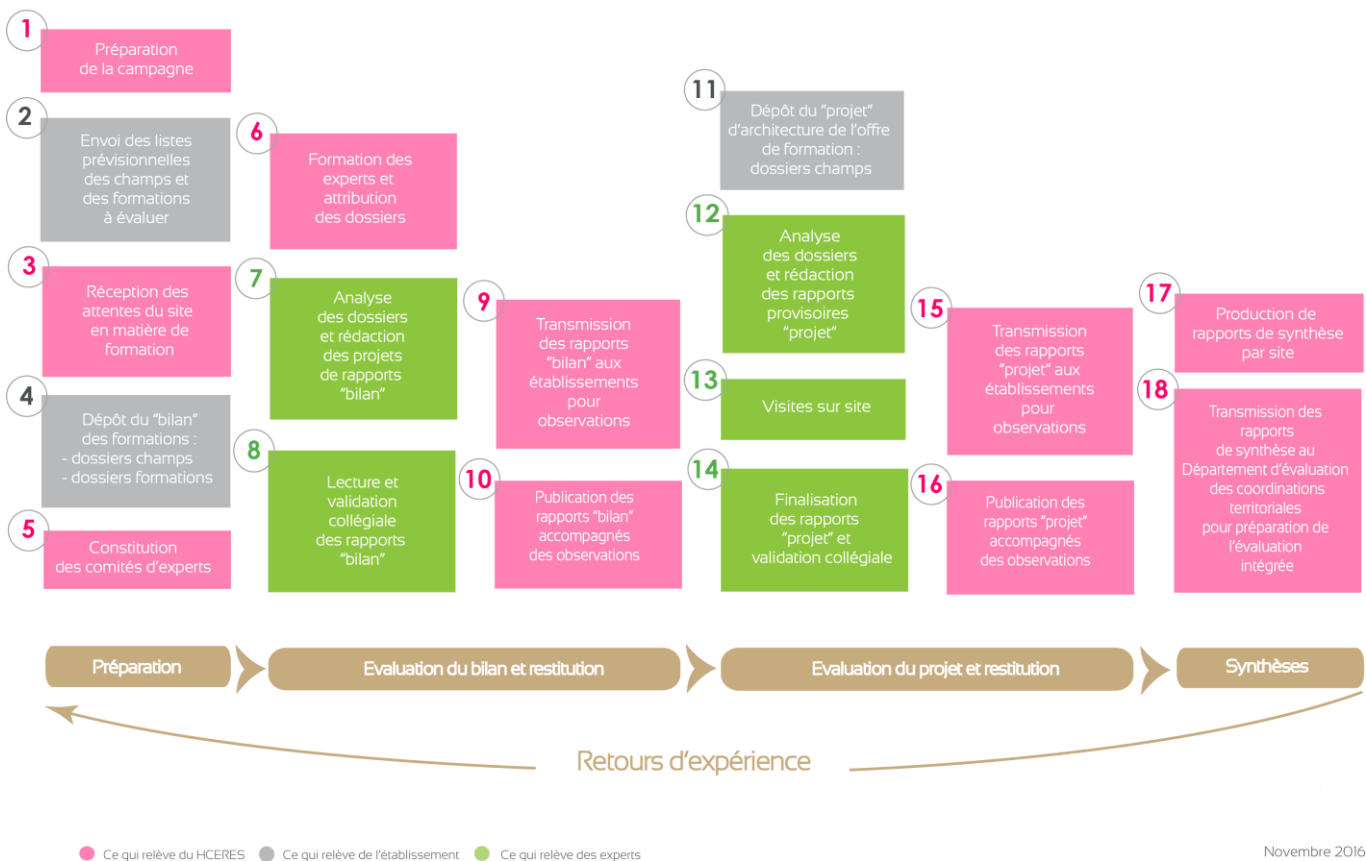 1
Préparation
de la campagne
2
Envoi des listes
prévisionnelles
des champs et
des formations
à évaluer
3
Réception des
attentes du site
en matière de
formation
4
Dépôt du "bilan"
des formations :
- dossiers champs
- dossiers formations
5
Constitution
des comités d'experts
6
Formation des
experts et
attribution
des dossiers
7
Analyse
des dossiers
et rédaction
des projets
de rapports
"bilan"
8
Lecture et
validation
collégiale
des rapports
"bilan"
9
Transmission
des rapports
"bilan" aux
établissements
pour
observations
10
Publication des
rapports "bilan"
accompagnés
des observations
11
Dépôt du "projet"
d'architecture de l'offre
de formation :
dossiers champs
12
Analyse
des dossiers
et rédaction
des rapports
provisoires
"projet"
13
Visites sur site
14
Finalisation
des rapports
"projet" et
validation collégiale
15
Transmission
des rapports
"projet" aux
établissements
pour
observations
16
Publication des
rapports "projet"
accompagnés
des observations
17
Production de
rapports de synthèse
par site
18
Transmission des
rapports
de synthèse au
Département d'évaluation
des coordinations
territoriales
pour préparation de
l'évaluation
intégrée
Préparation
Evaluation du bilan et restitution
Evaluation du projet et restitution
Synthèses
Retours d'expérience
Ce qui relève du HCERES
Ce qui relève de l'établissement
Ce qui relève des experts
Novembre 2016